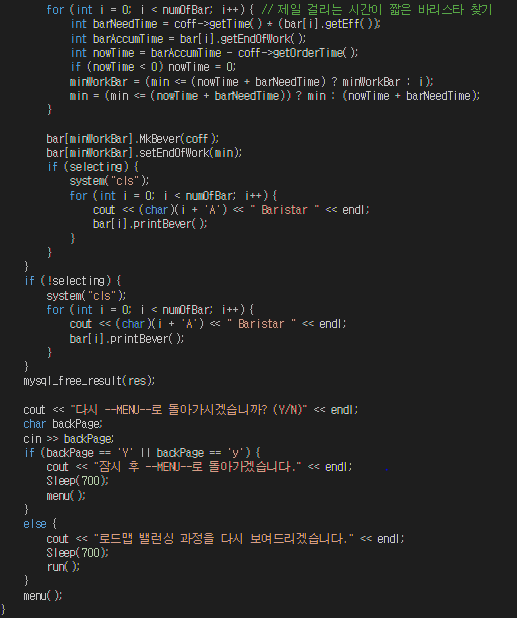 for (int i = 0; i < numOfBar; i++) { // 제일 걸리는 시간이 짧은 바리스타 찾기
int barNeedTime = coff->getTime() + (bar[i].getEff());
int barAccumTime = bar[i].getEndOfWork();
int nowTime = barAccumTime - coff->getOrderTime();
if (nowTime < 0) nowTime = 0;
minWorkBar = (min <= (nowTime + barNeedTime) ? minWorkBar : i);
min = (min <= (nowTime + barNeedTime)) ? min : (nowTime + barNeedTime);
}
bar[minWorkBar].MkBever(coff);
bar[minWorkBar].setEndOfWork(min);
if (selecting) {
system("cls");
for (int i = 0; i < numOfBar; i++) {
cout << (char)(i + 'A') << " Baristar " << endl;
bar[i].printBever();
}
}
}
if (!selecting) {
system("cls");
for (int i = 0; i < numOfBar; i++) {
cout << (char)(i + 'A') << " Baristar " << endl;
bar[i].printBever();
}
}
mysql_free_result(res);
cout << "다시 --MENU--로 돌아가시겠습니까? (Y/N)" << endl;
char backPage;
cin >> backPage;
if (backPage == 'Y' || backPage == 'y') {
cout << "잠시 후 --MENU--로 돌아가겠습니다." << endl;
Sleep(700);
menu();
}
else {
cout << "로드맵 밸런싱 과정을 다시 보여드리겠습니다." << endl;
Sleep(700);
run();
}
menu();
}